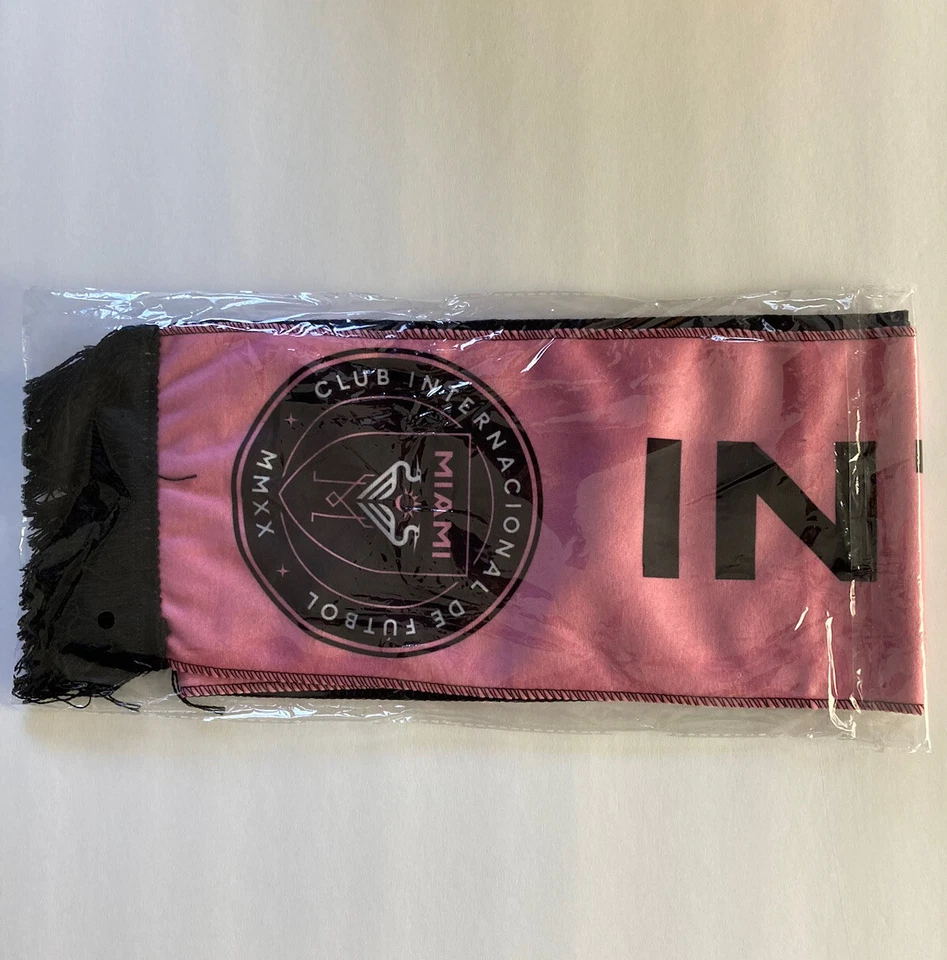 CLUB INTERNACIONAL DE FUTBOL
MIAMI
MMXX
IN